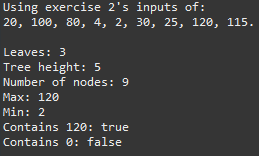 Using exercise 2's inputs of:
20, 100, 80, 4, 2, 30, 25, 120, 115.
Leaves: 3
Tree height: 5
Number of nodes: 9
Max: 120
Min: 2
Contains 120: true
Contains 0: false